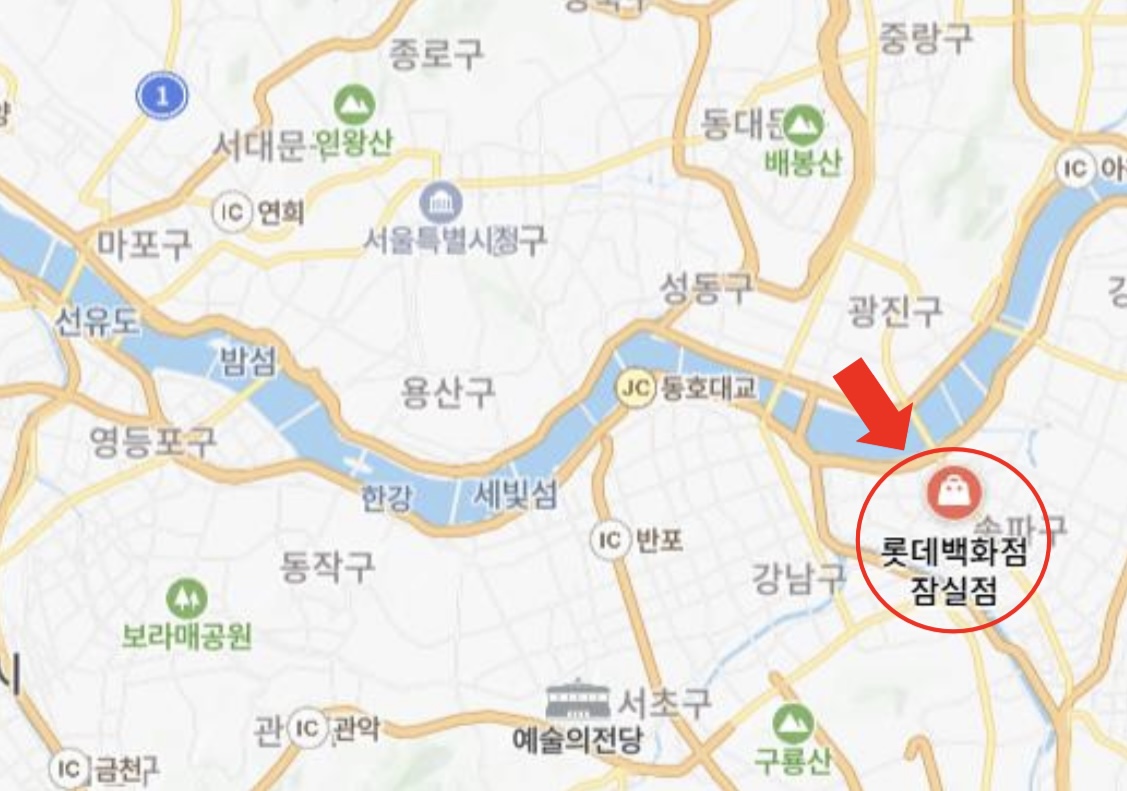 종로구
중랑구
1
서대문
인왕산
동대문
배봉산
IC
IC 연희
마포구
서울특별시청
성동구
광진구
선유도
밤섬
용산구
JC 동호대교
영등포구
한강
세빛섬
송파구
롯데백화점
잠실점
IC 반포
동작구
강남구
보라매공원
시
서초구
예술의전당
관
IC 관악
구룡산
IC 금천구